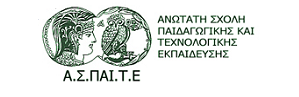 ΑΝΩΤΑΤΗ ΣΧΟΛΗ
ΠΑΙΔΑΓΩΓΙΚΗΣ ΚΑΙ
ΤΕΧΝΟΛΟΓΙΚΗΣ
ΕΚΠΑΙΔΕΥΣΗΣ
Α.Σ.ΠΑΙ.Τ.Ε